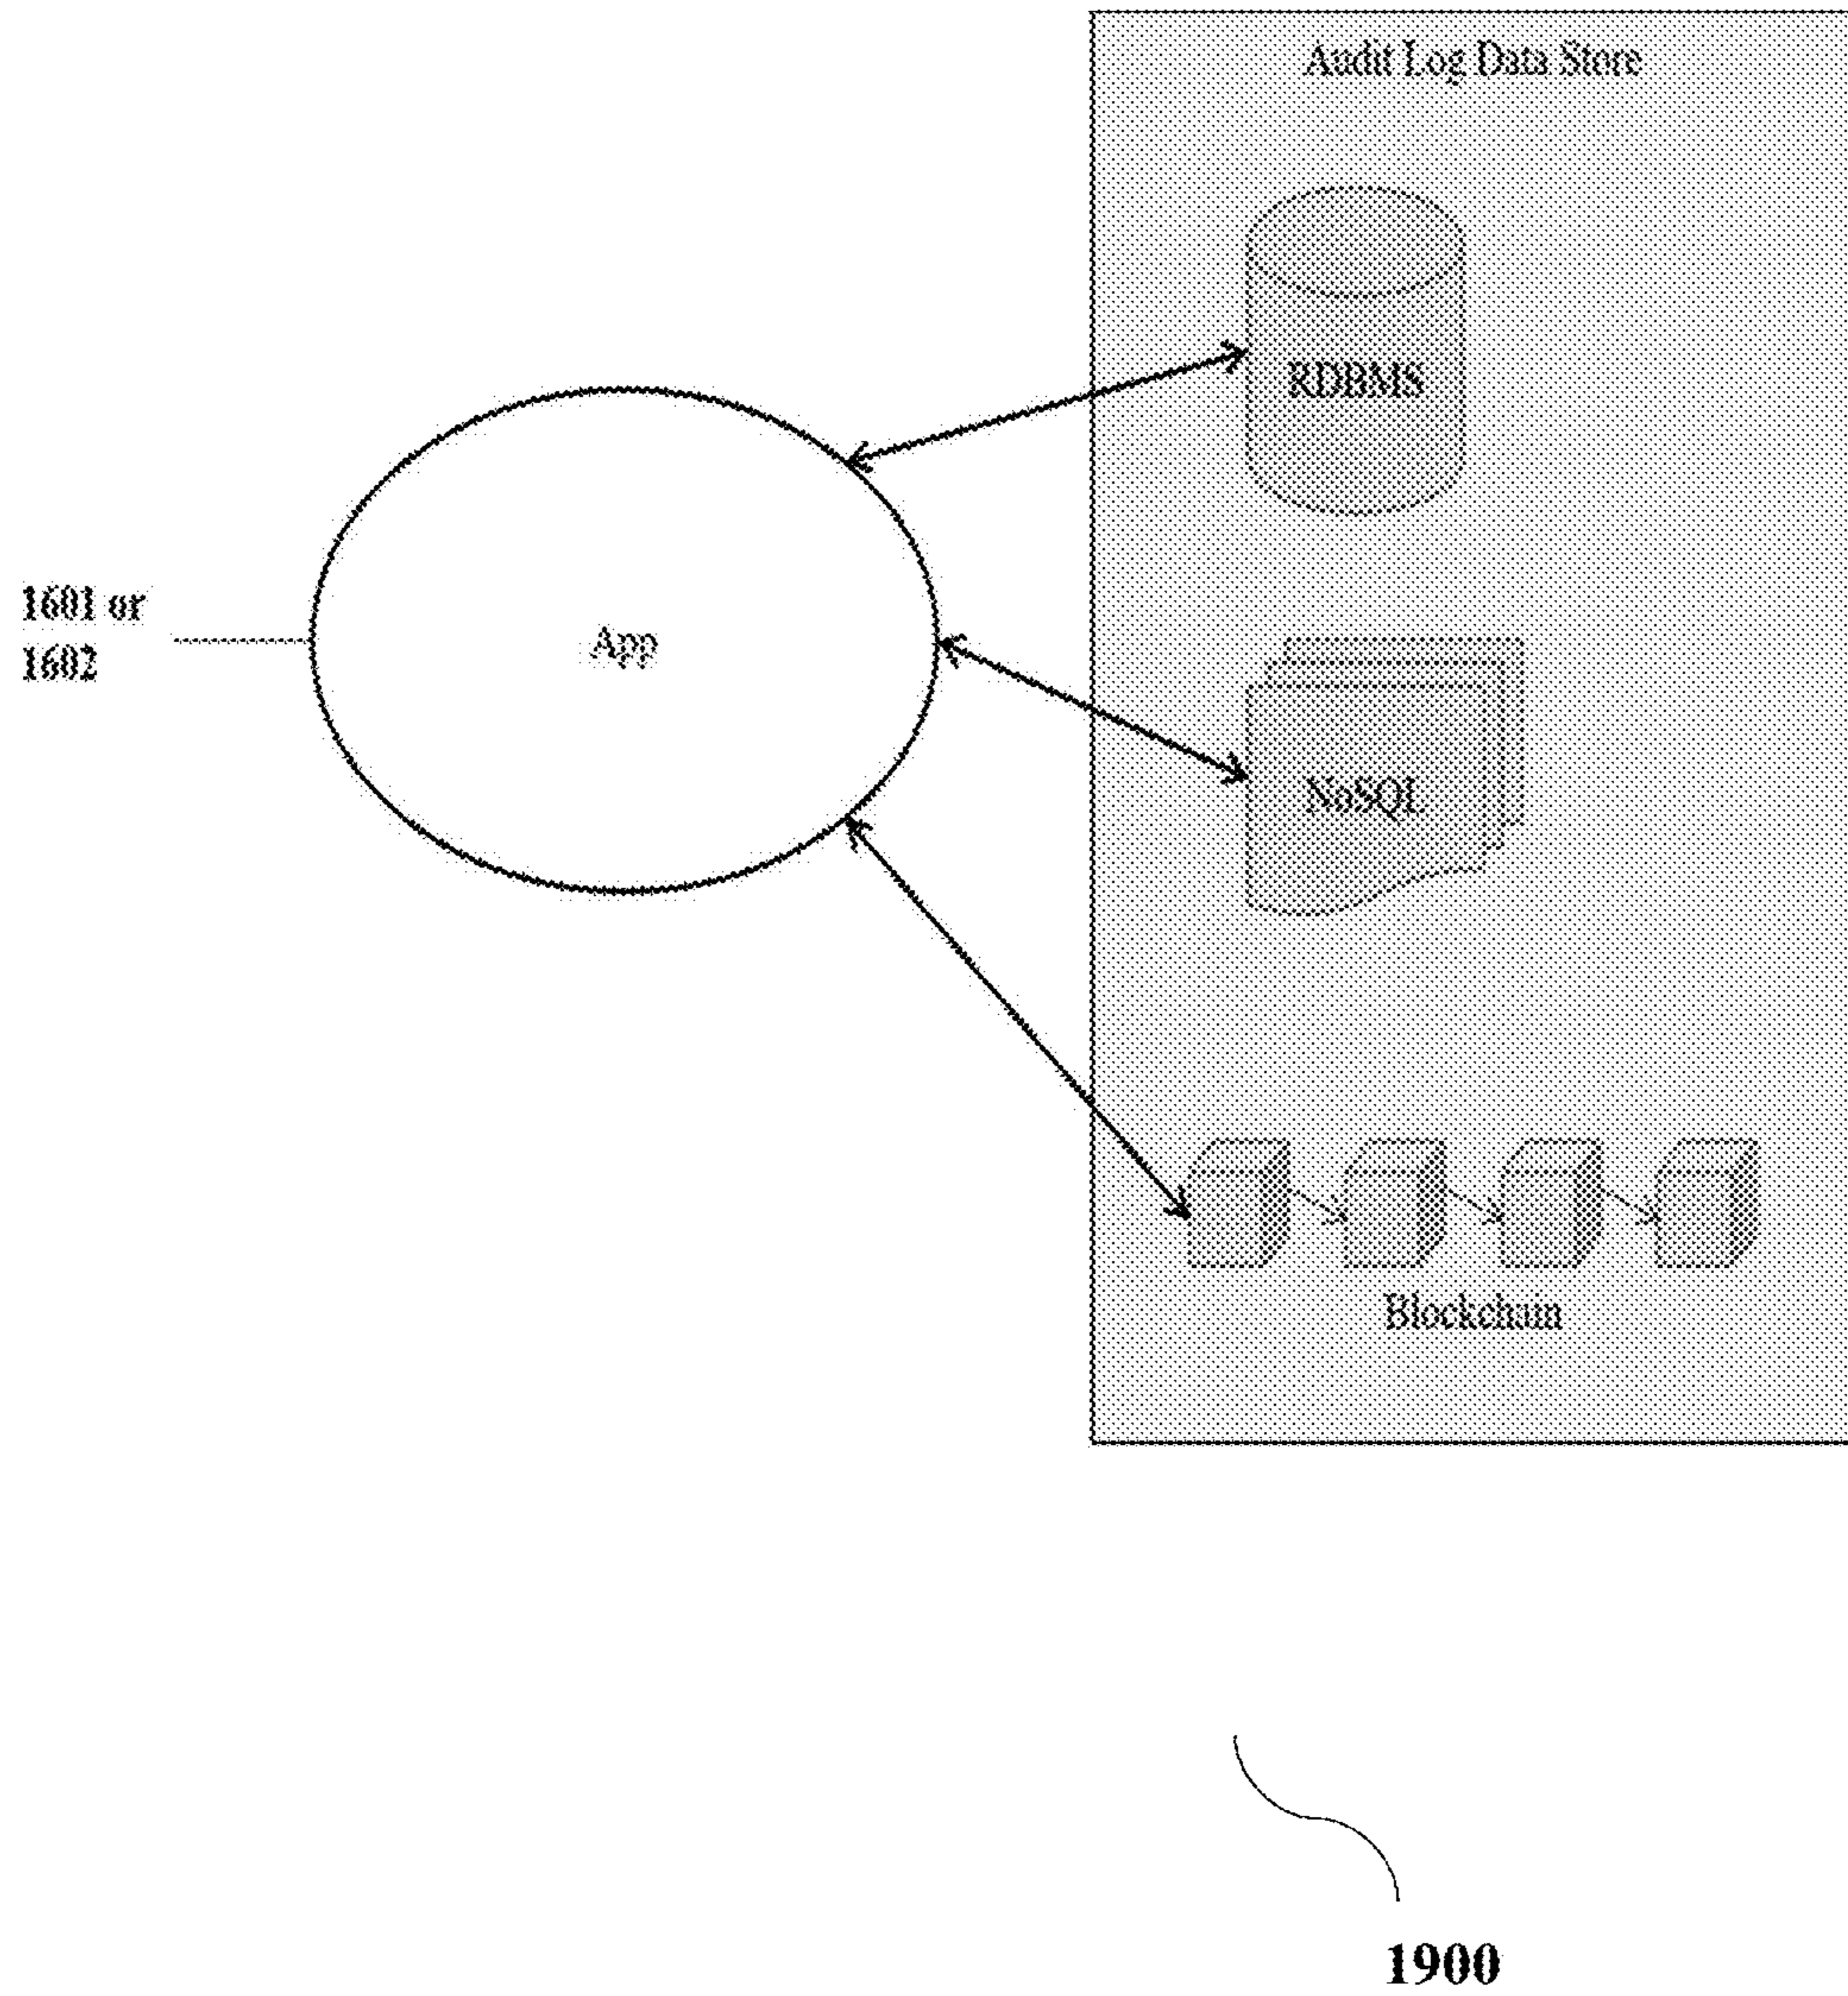 Audit Log Data Store
RDBMS
1601 or
1602
App
NoSQL
Blockchain
1900